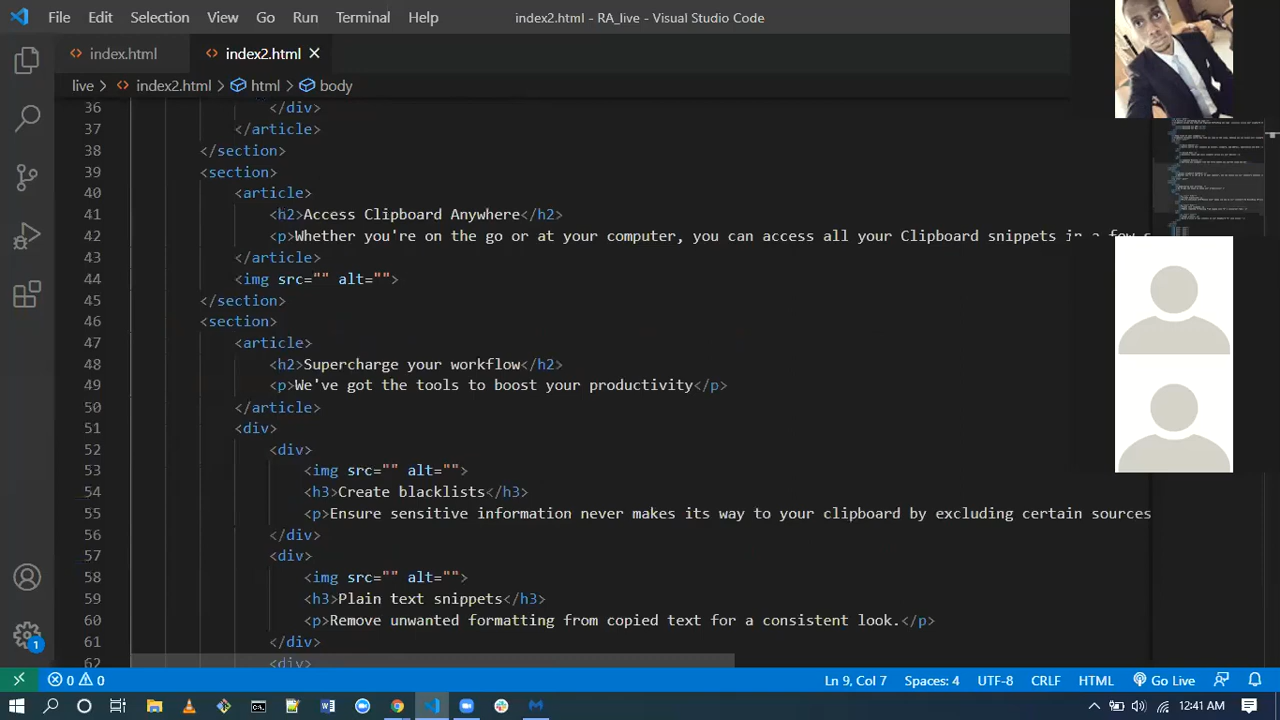 File Edit Selection View Go Run Terminal Help index2.html - RA_live - Visual Studio Code
index.html index2.html
live > index2.html > html > body
36 </div>
37 </article>
38 </section>
39 <section>
40 <article>
41 <h2>Access Clipboard Anywhere</h2>
42 <p>Whether you're on the go or at your computer, you can access all your Clipboard snippets in a few s
43 </article>
44 <img src="" alt="">
45 </section>
46 <section>
47 <article>
48 <h2>Supercharge your workflow</h2>
49 <p>We've got the tools to boost your productivity</p>
50 </article>
51 <div>
52 <div>
53 <img src="" alt="">
54 <h3>Create blacklists</h3>
55 <p>Ensure sensitive information never makes its way to your clipboard by excluding certain sources
56 </div>
57 <div>
58 <img src="" alt="">
59 <h3>Plain text snippets</h3>
60 <p>Remove unwanted formatting from copied text for a consistent look.</p>
61 </div>
62 <div>
1
0 0 Ln 9, Col 7 Spaces: 4 UTF-8 CRLF HTML Go Live
12:41 AM